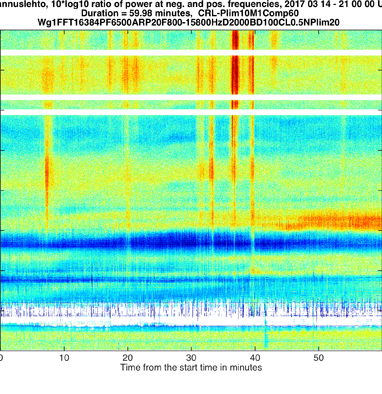 annuslehto, 10*log10 ratio of power at neg. and pos. frequencies, 2017 03 14 - 21 00 00 U
Duration = 59.98 minutes, CRL-Plim10M1Comp60
Wg1FFT16384PF6500ARP20F800-15800HzD2000BD100CL0.5NPlim20
0 10 20 30 40 50
Time from the start time in minutes